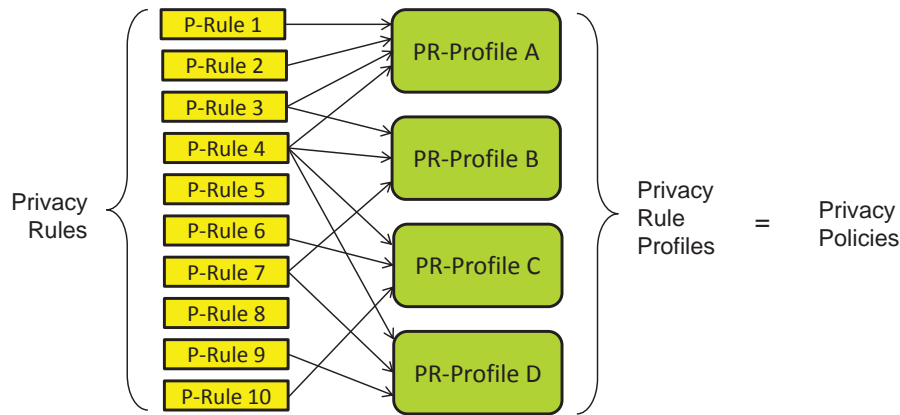 Privacy
Rules
P-Rule 1
P-Rule 2
P-Rule 3
P-Rule 4
P-Rule 5
P-Rule 6
P-Rule 7
P-Rule 8
P-Rule 9
P-Rule 10
PR-Profile A
PR-Profile B
PR-Profile C
PR-Profile D
Privacy
Rule
Profiles
=
Privacy
Policies